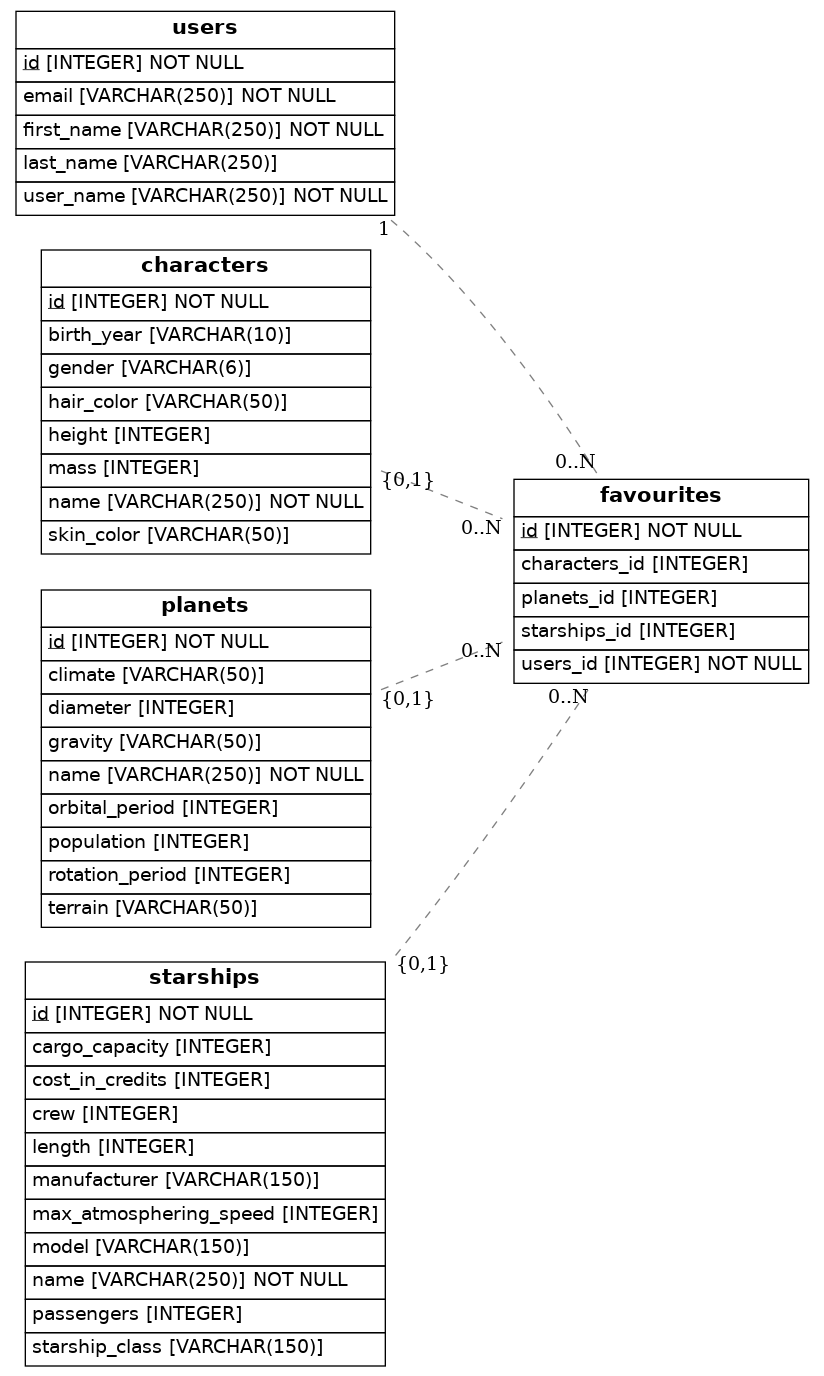 users
id [INTEGER] NOT NULL
email [VARCHAR(250)] NOT NULL
first_name [VARCHAR(250)] NOT NULL
last_name [VARCHAR(250)]
user_name [VARCHAR(250)] NOT NULL
1
characters
id [INTEGER] NOT NULL
birth_year [VARCHAR(10)]
gender [VARCHAR(6)]
hair_color [VARCHAR(50)]
height [INTEGER]
mass [INTEGER]
name [VARCHAR(250)] NOT NULL
skin_color [VARCHAR(50)]
{0,1}
0..N
0..N
favourites
id [INTEGER] NOT NULL
characters_id [INTEGER]
planets_id [INTEGER]
starships_id [INTEGER]
users_id [INTEGER] NOT NULL
0..N
0..N
planets
id [INTEGER] NOT NULL
climate [VARCHAR(50)]
diameter [INTEGER]
gravity [VARCHAR(50)]
name [VARCHAR(250)] NOT NULL
orbital_period [INTEGER]
population [INTEGER]
rotation_period [INTEGER]
terrain [VARCHAR(50)]
{0,1}
{0,1}
starships
id [INTEGER] NOT NULL
cargo_capacity [INTEGER]
cost_in_credits [INTEGER]
crew [INTEGER]
length [INTEGER]
manufacturer [VARCHAR(150)]
max_atmosphering_speed [INTEGER]
model [VARCHAR(150)]
name [VARCHAR(250)] NOT NULL
passengers [INTEGER]
starship_class [VARCHAR(150)]